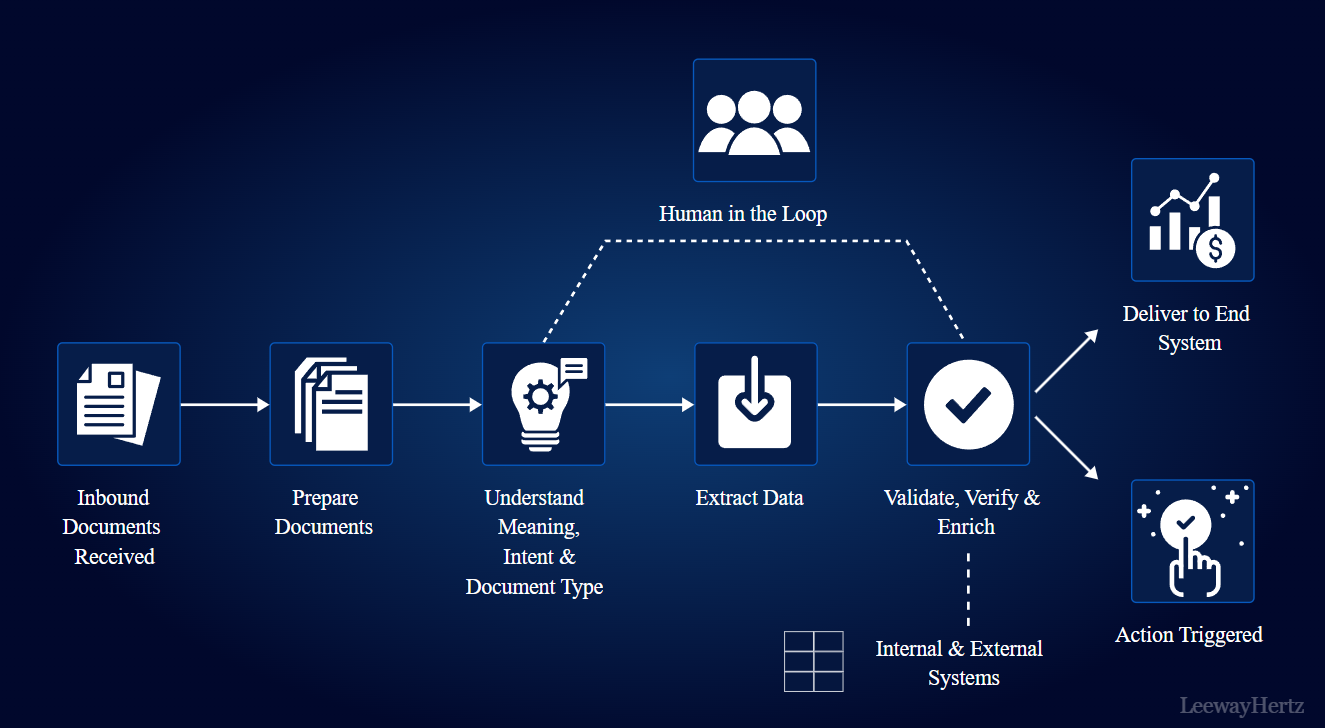 Human in the Loop
Deliver to End
System
Inbound
Documents
Received
Prepare
Documents
Understand
Meaning,
Intent &
Document Type
Extract Data
Validate, Verify &
Enrich
Action Triggered
Internal & External
Systems
LeewayHertz